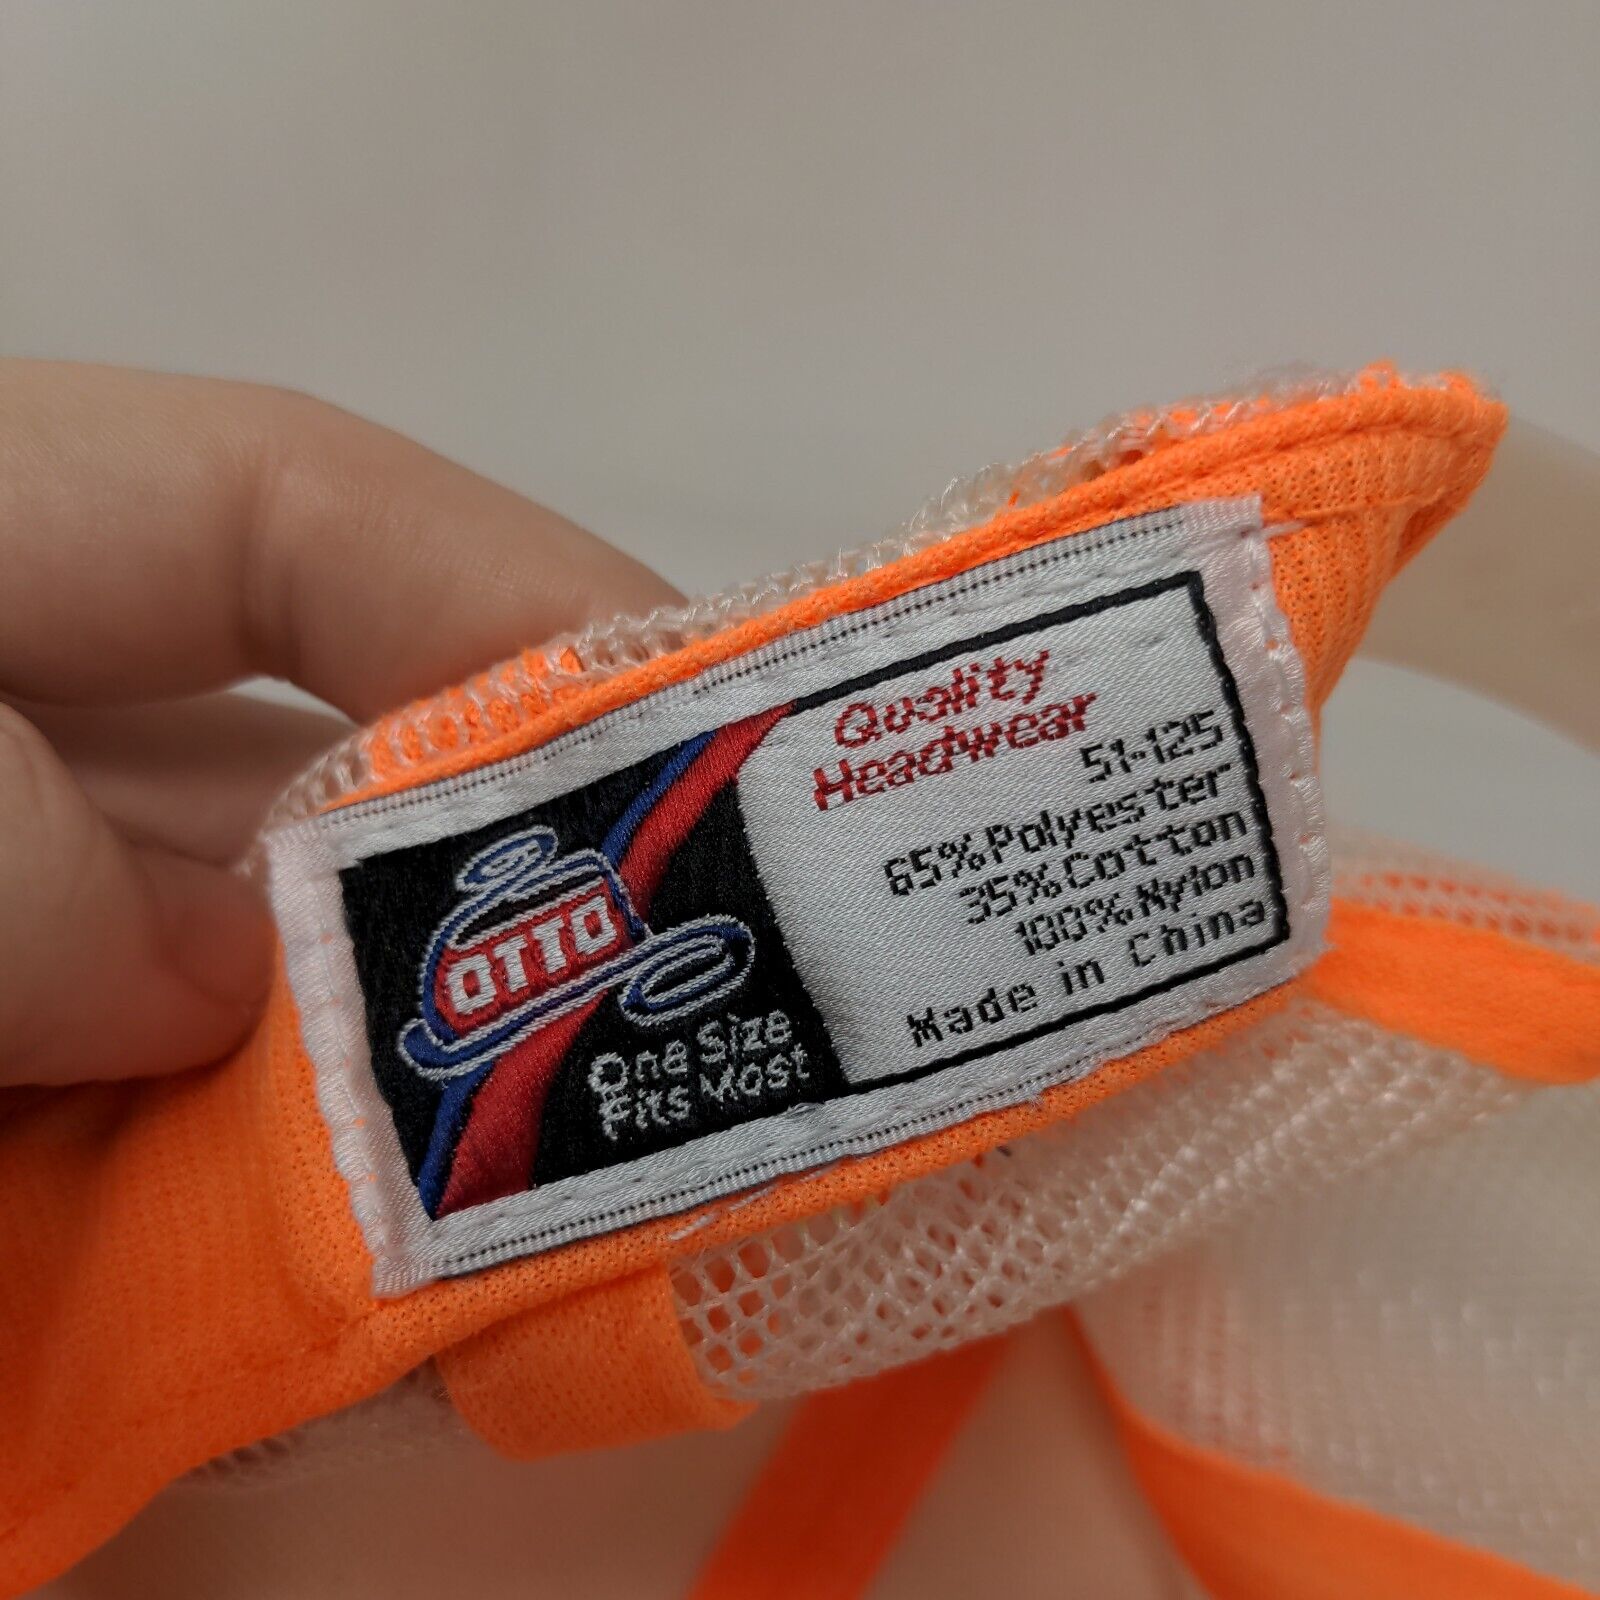 OTTO
One Size
Fits Most
Quality
Headwear
51-125
65% Polyester
35% Cotton
100% Nylon
Made in China